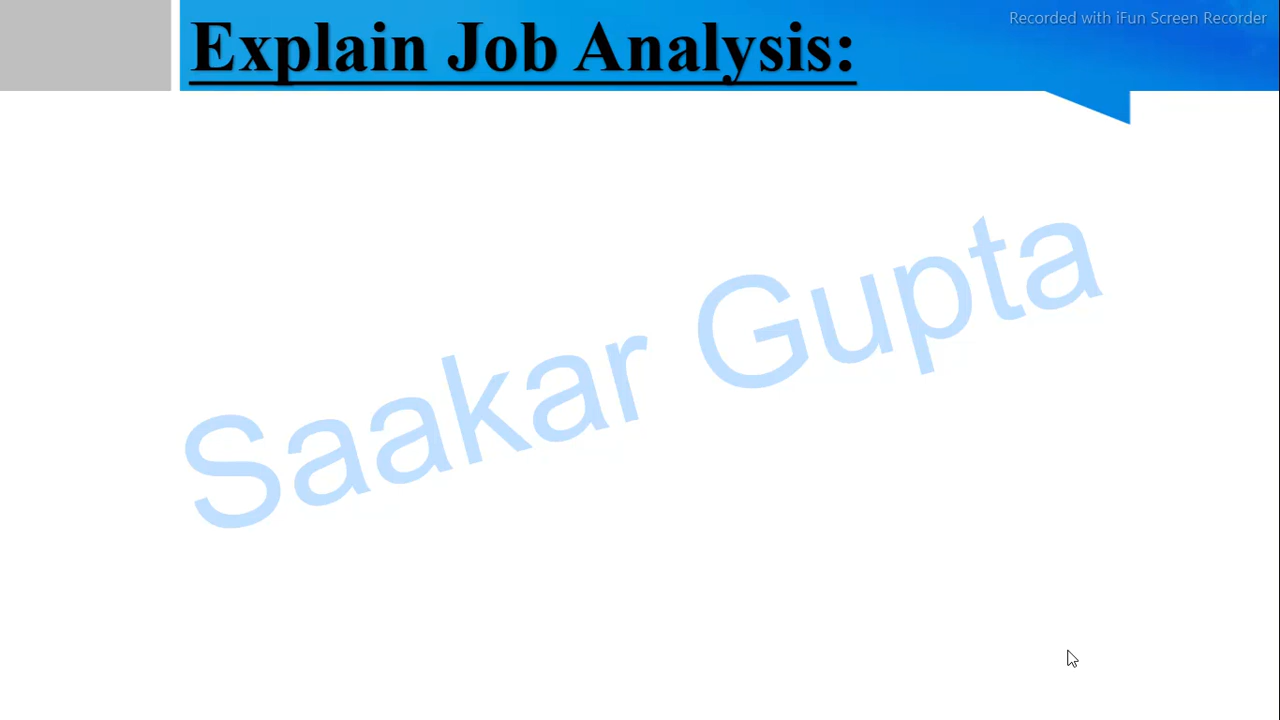 Explain Job Analysis:
Recorded with iFun Screen Recorder
Saakar Gupta